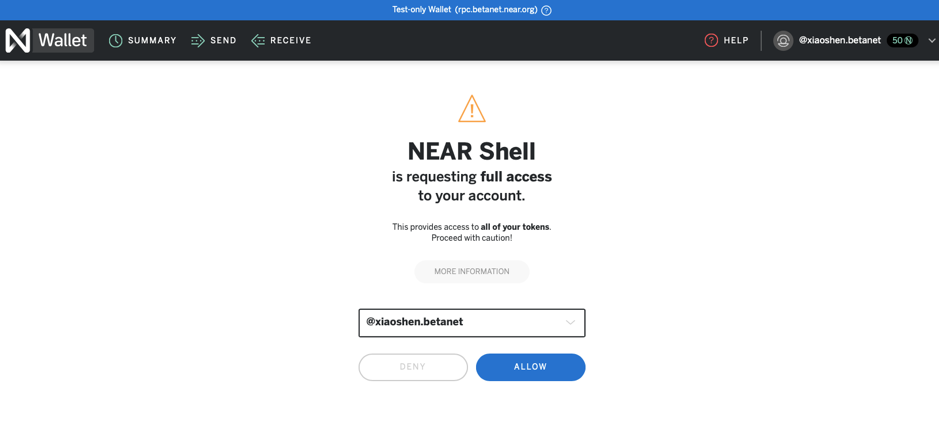 Test-only Wallet (rpc.betanet.near.org) ?
N Wallet SUMMARY SEND RECEIVE ? HELP @xiaoshen.betanet 50 N
!
NEAR Shell
is requesting full access
to your account.
This provides access to all of your tokens.
Proceed with caution!
MORE INFORMATION
@xiaoshen.betanet
DENY ALLOW